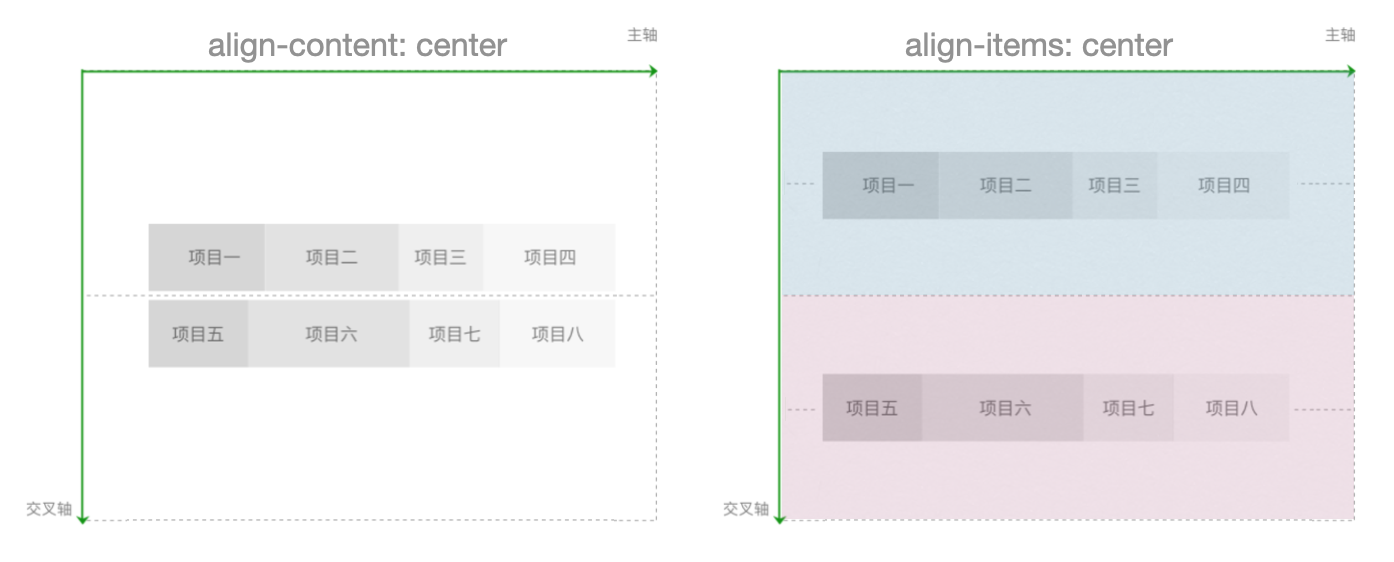 align-content: center
主轴
项目一 项目二 项目三 项目四
项目五 项目六 项目七 项目八
交叉轴
align-items: center
主轴
项目一 项目二 项目三 项目四
项目五 项目六 项目七 项目八
交叉轴